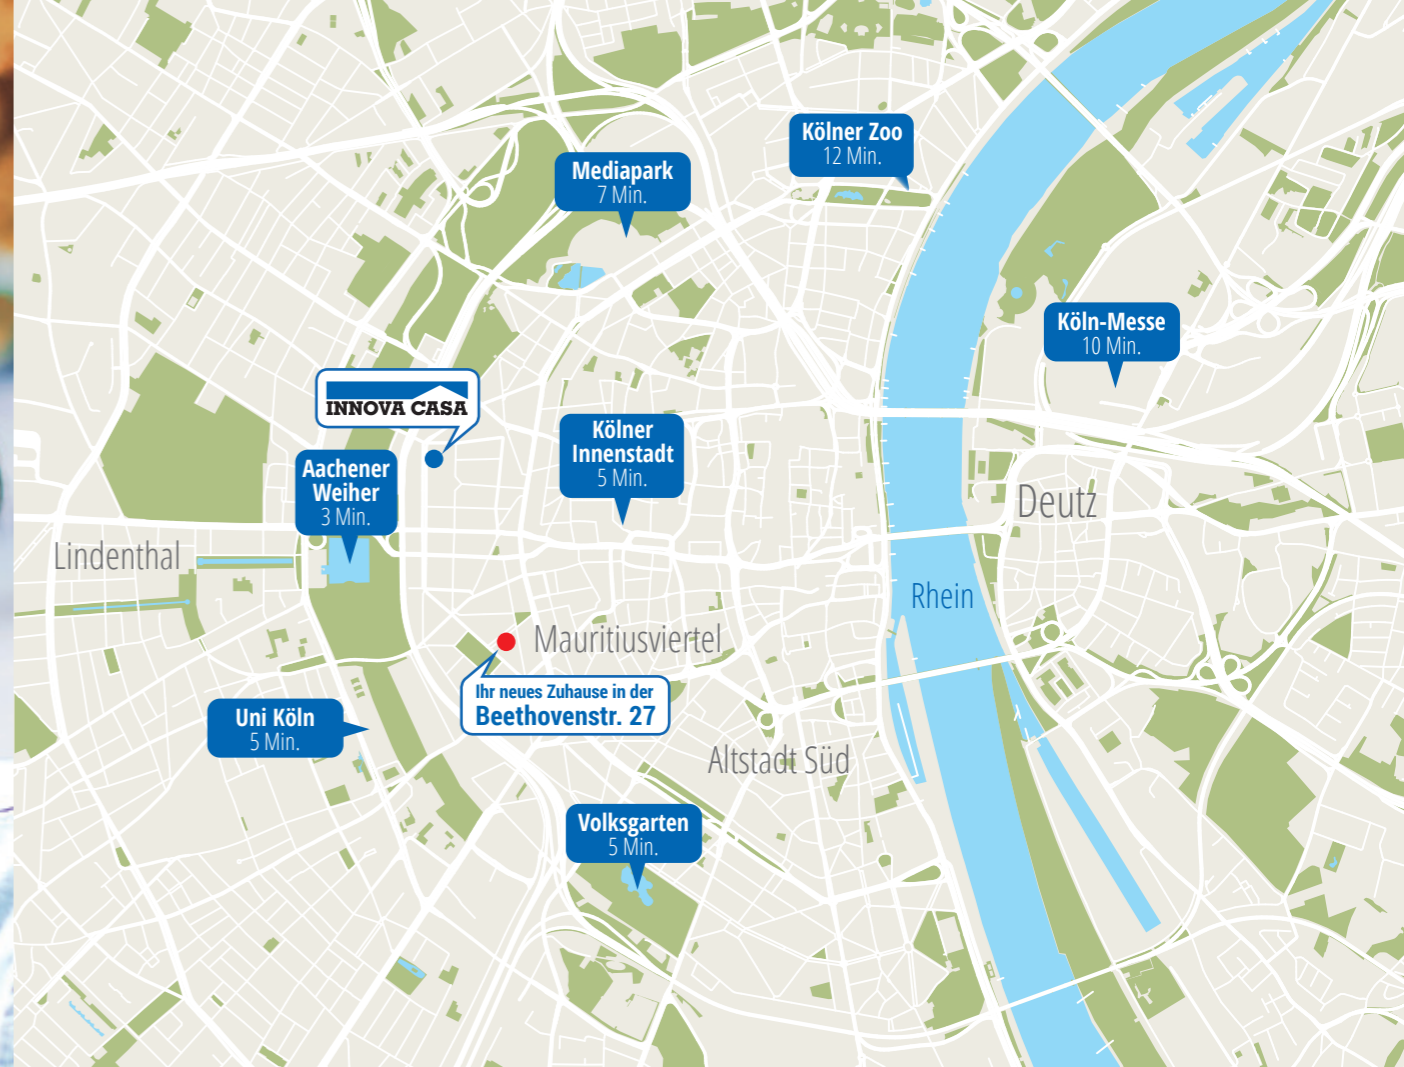 Kölner Zoo
12 Min.
Mediapark
7 Min.
Köln-Messe
10 Min.
INNOVA CASA
Kölner
Innenstadt
5 Min.
Aachener
Weiher
3 Min.
Deutz
Lindenthal
Rhein
Mauritiusviertel
Ihr neues Zuhause in der
Beethovenstr. 27
Uni Köln
5 Min.
Altstadt Süd
Volksgarten
5 Min.